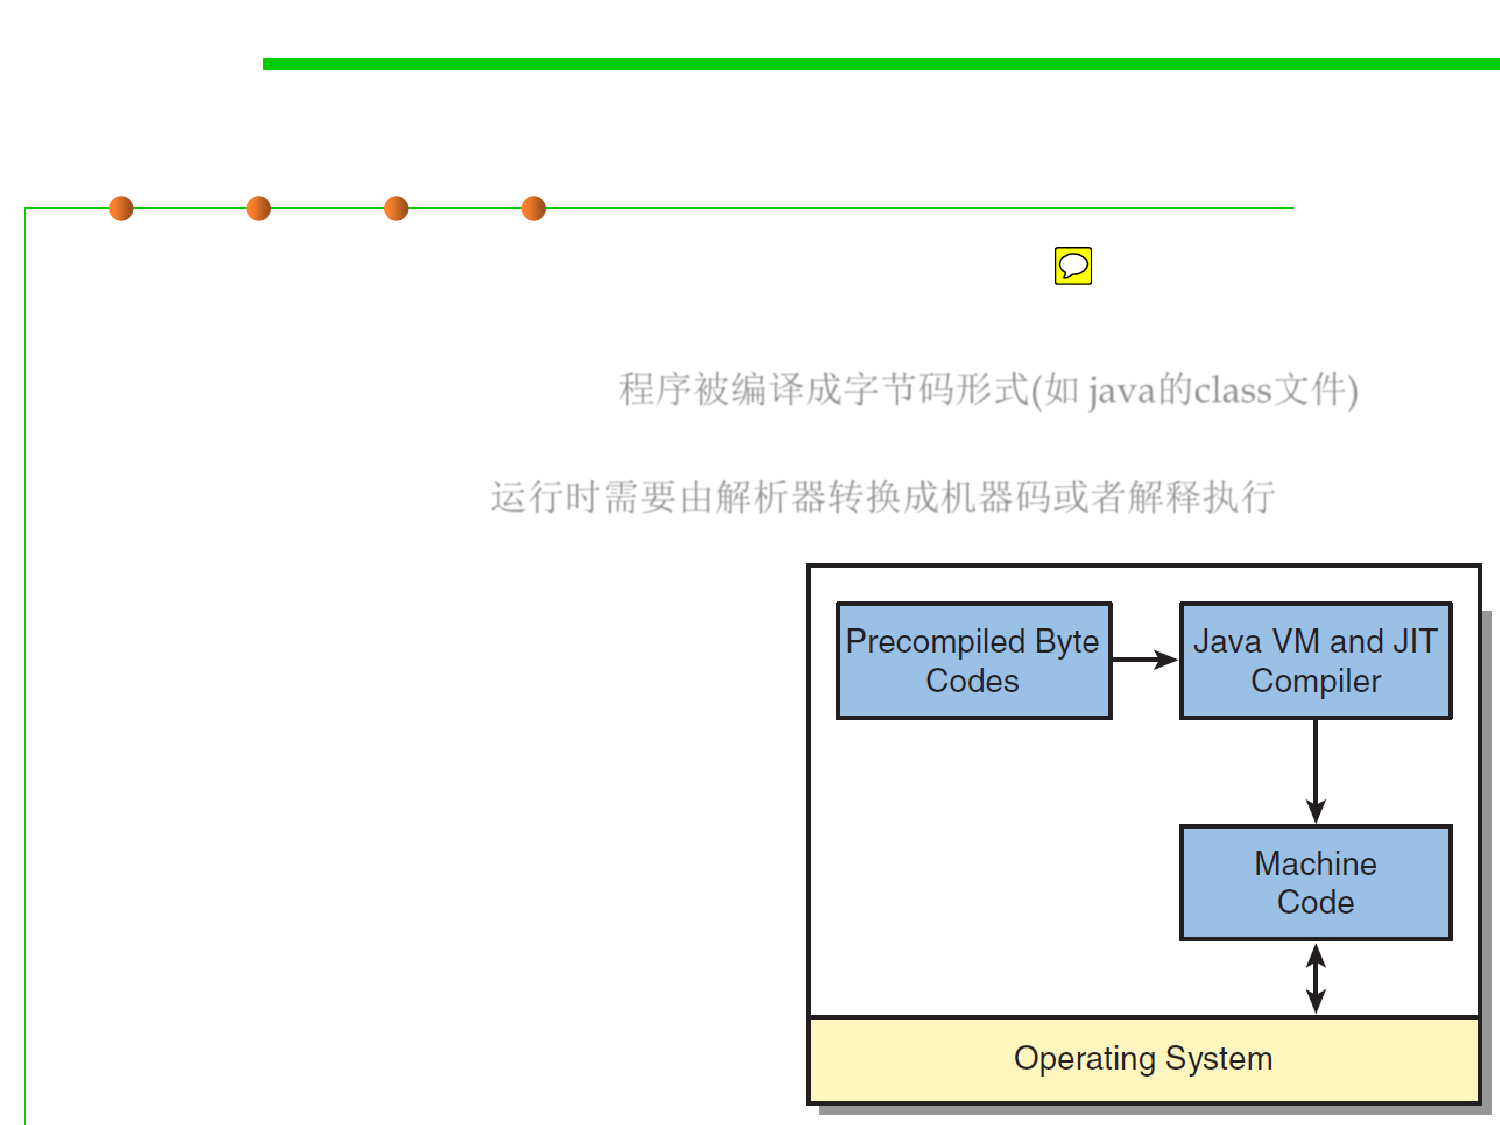 程序被编译成字节码形式(如 java的class文件)
运行时需要由解析器转换成机器码或者解释执行
Precompiled Byte
Codes
Java VM and JIT
Compiler
Machine
Code
Operating System